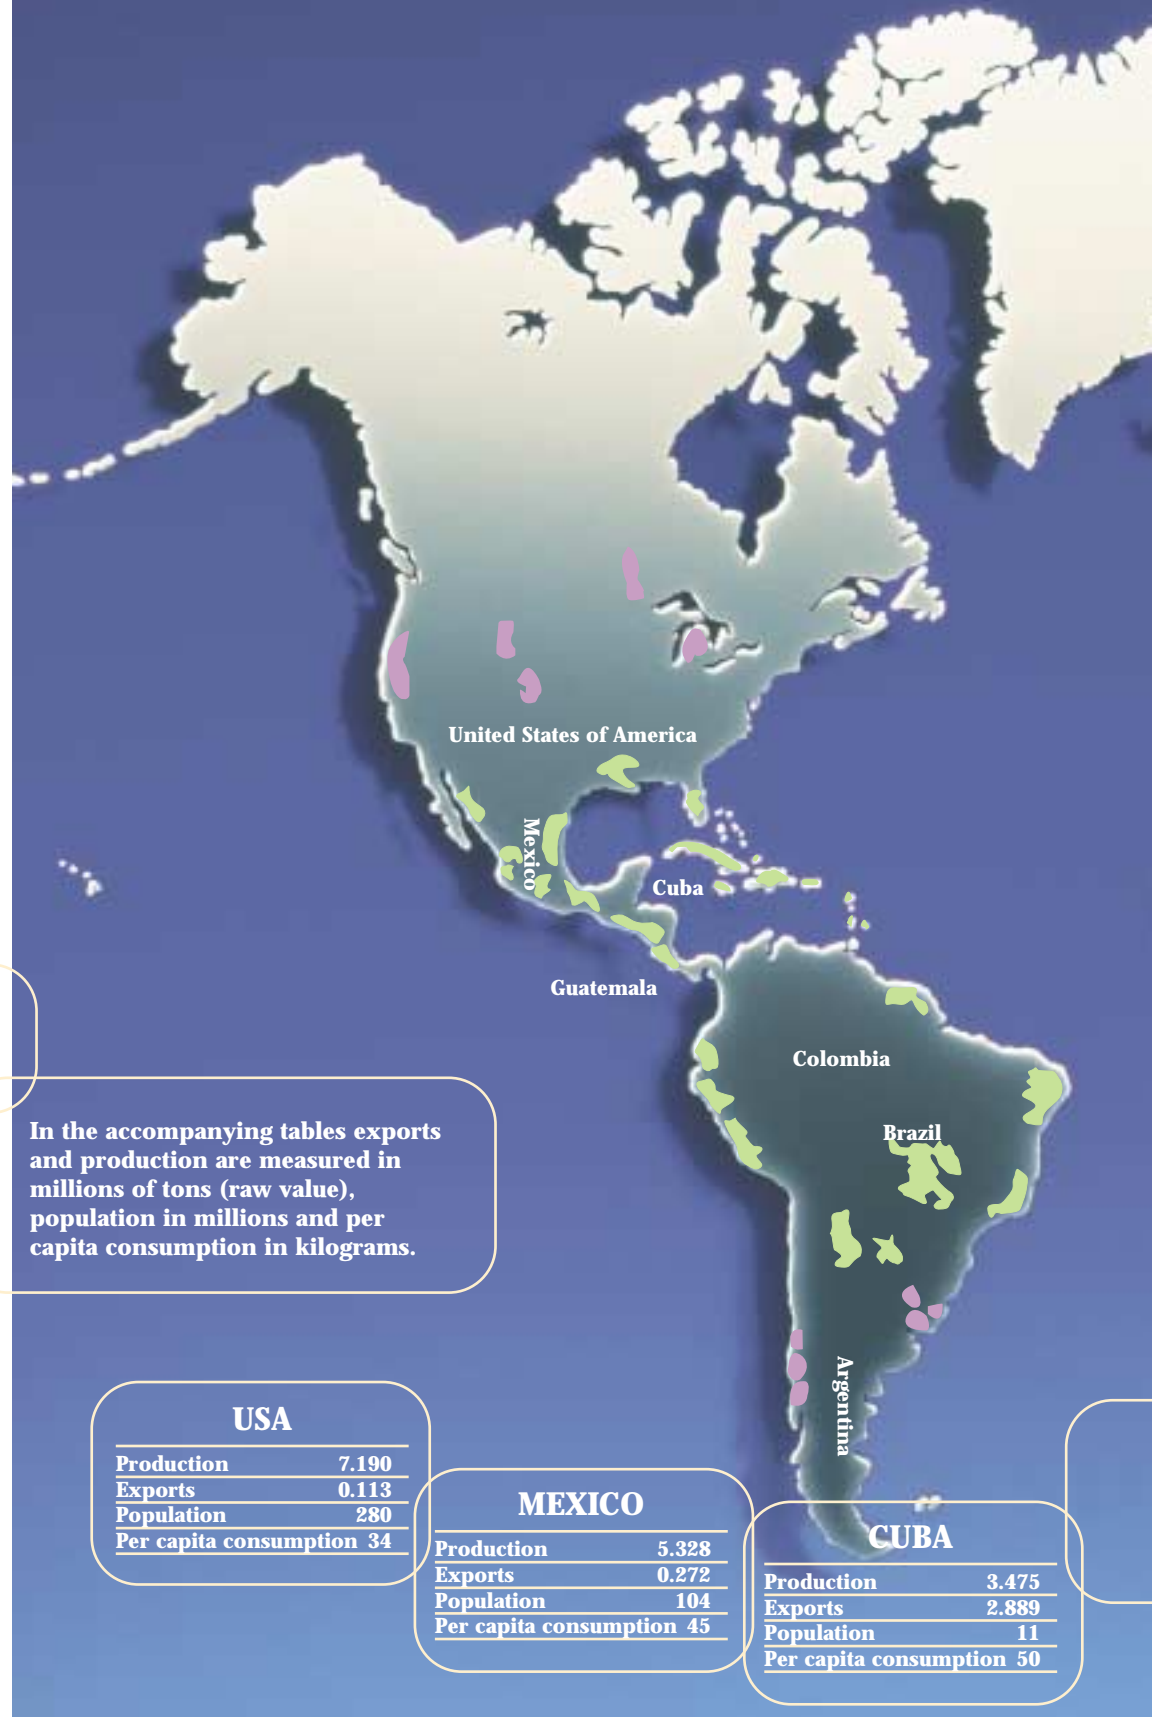 United States of America
Mexico
Cuba
Guatemala
Colombia
Brazil
In the accompanying tables exports
and production are measured in
millions of tons (raw value),
population in millions and per
capita consumption in kilograms.
Argentina
USA
Production 7.190
Exports 0.113
Population 280
Per capita consumption 34
MEXICO
Production 5.328
Exports 0.272
Population 104
Per capita consumption 45
CUBA
Production 3.475
Exports 2.889
Population 11
Per capita consumption 50